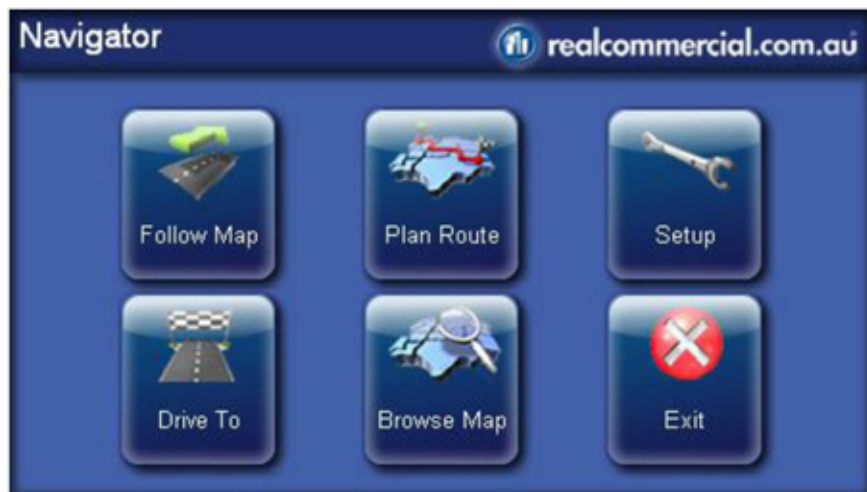 Navigator
realcommercial.com.au
Follow Map
Plan Route
Setup
Drive To
Browse Map
Exit